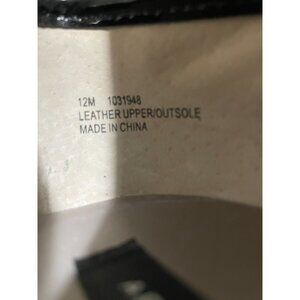 12M 1031948
LEATHER UPPER/OUTSOLE
MADE IN CHINA